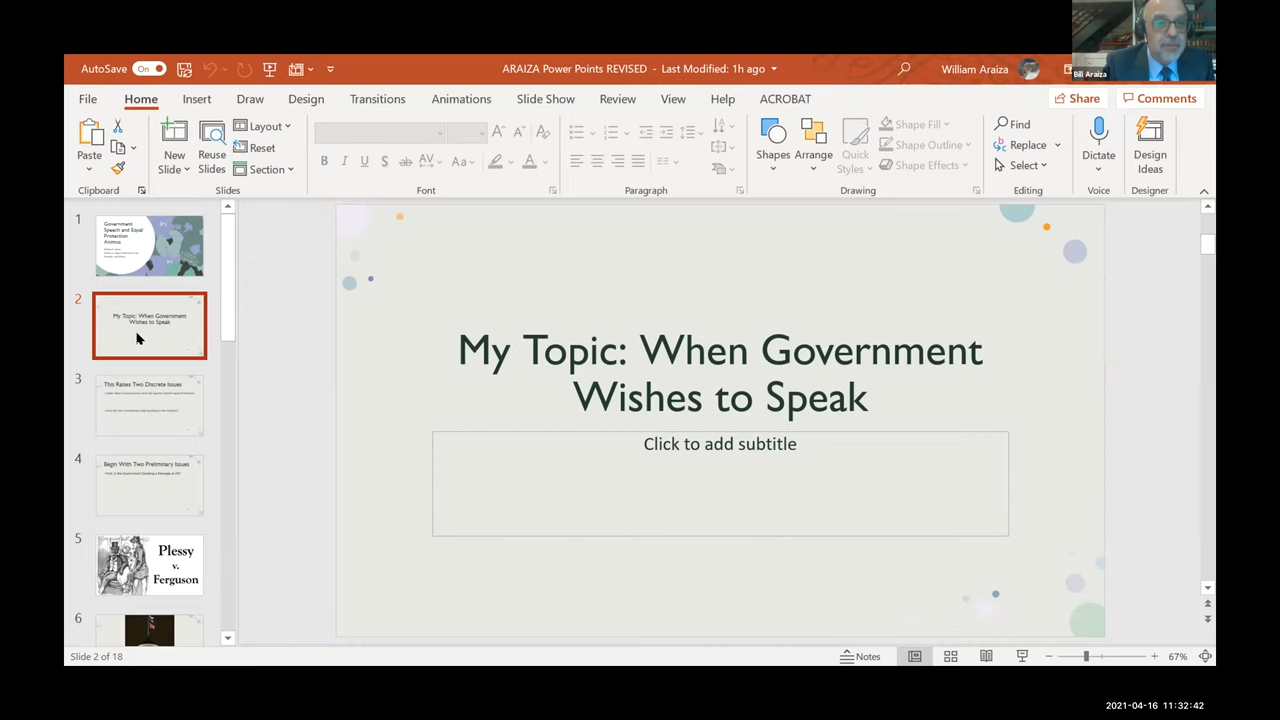 AutoSave On
ARAIZA Power Points REVISED - Last Modified: 1h ago
William Araiza
Bill Araiza
File Home Insert Draw Design Transitions Animations Slide Show Review View Help ACROBAT
Share Comments
Paste
New Slide
Reuse Slides
Layout
Reset
Section
Shapes
Arrange
Quick Styles
Shape Fill
Shape Outline
Shape Effects
Find
Replace
Select
Dictate
Design Ideas
Clipboard Slides Font Paragraph Drawing Editing Voice Designer
1
Government
Speech and Equal
Protection
Animus
2
My Topic: When Government
Wishes to Speak
3
This Raises Two Discrete Issues
4
Begin With Two Preliminary Issues
5
Plessy
v.
Ferguson
6
My Topic: When Government
Wishes to Speak
Click to add subtitle
Slide 2 of 18
Notes
67%
2021-04-16 11:32:42